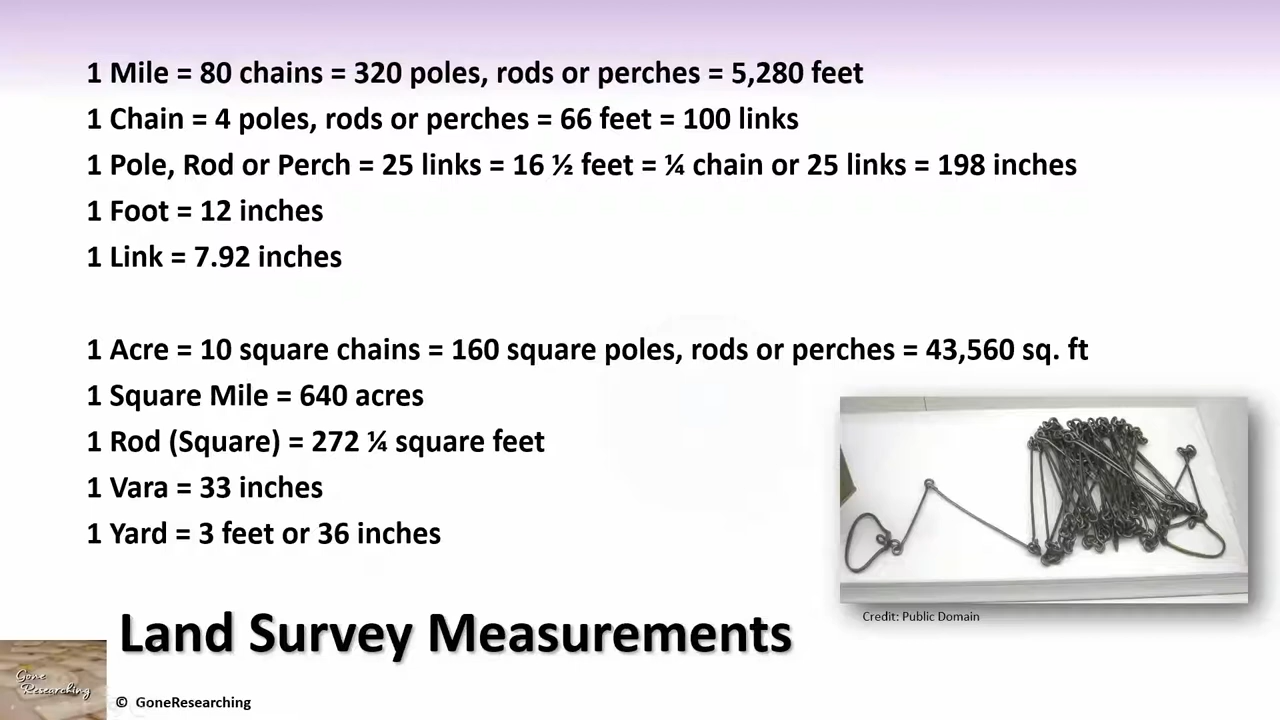 1 Mile = 80 chains = 320 poles, rods or perches = 5,280 feet
1 Chain = 4 poles, rods or perches = 66 feet = 100 links
1 Pole, Rod or Perch = 25 links = 16 ½ feet = ¼ chain or 25 links = 198 inches
1 Foot = 12 inches
1 Link = 7.92 inches
1 Acre = 10 square chains = 160 square poles, rods or perches = 43,560 sq. ft
1 Square Mile = 640 acres
1 Rod (Square) = 272 ¼ square feet
1 Vara = 33 inches
1 Yard = 3 feet or 36 inches
Credit: Public Domain
Land Survey Measurements
Gone
Researching
© GoneResearching